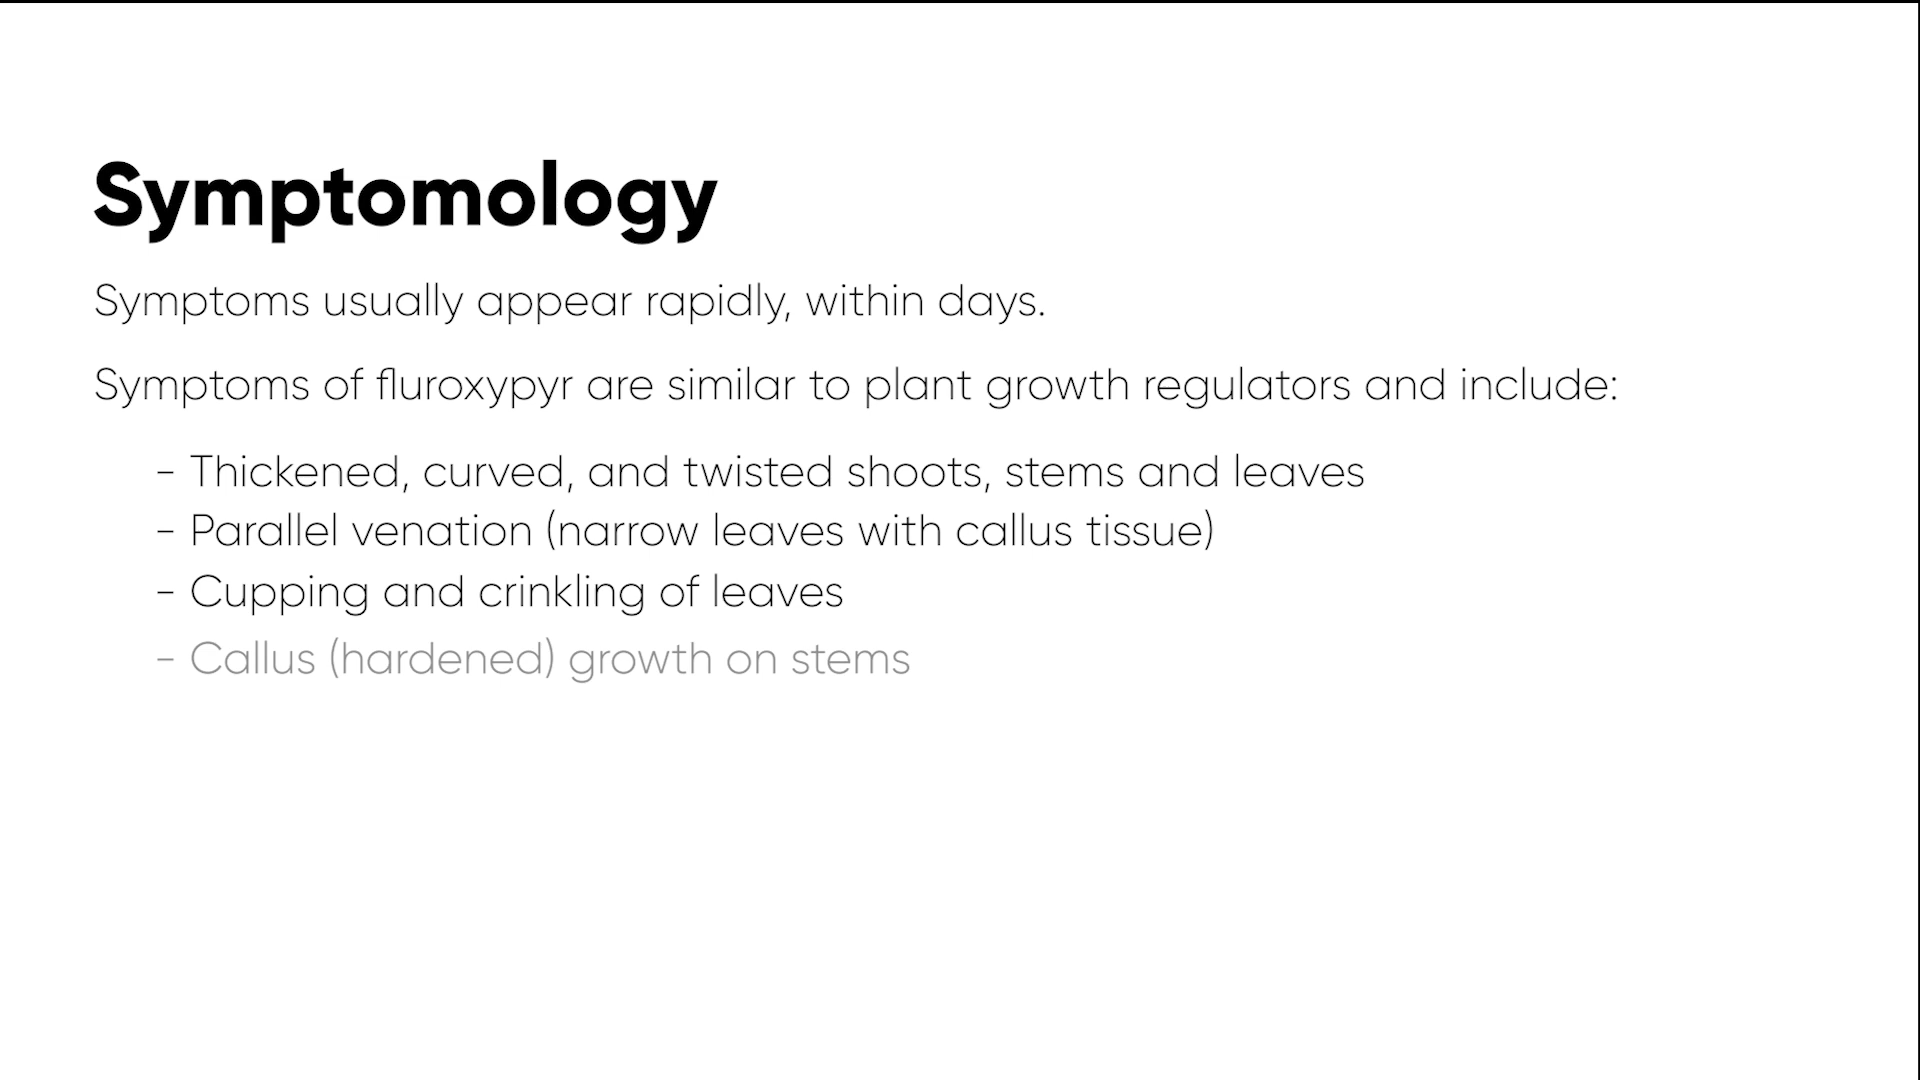 Symptomology
Symptoms usually appear rapidly, within days.
Symptoms of fluroxypyr are similar to plant growth regulators and include:
- Thickened, curved, and twisted shoots, stems and leaves
- Parallel venation (narrow leaves with callus tissue)
- Cupping and crinkling of leaves
- Callus (hardened) growth on stems